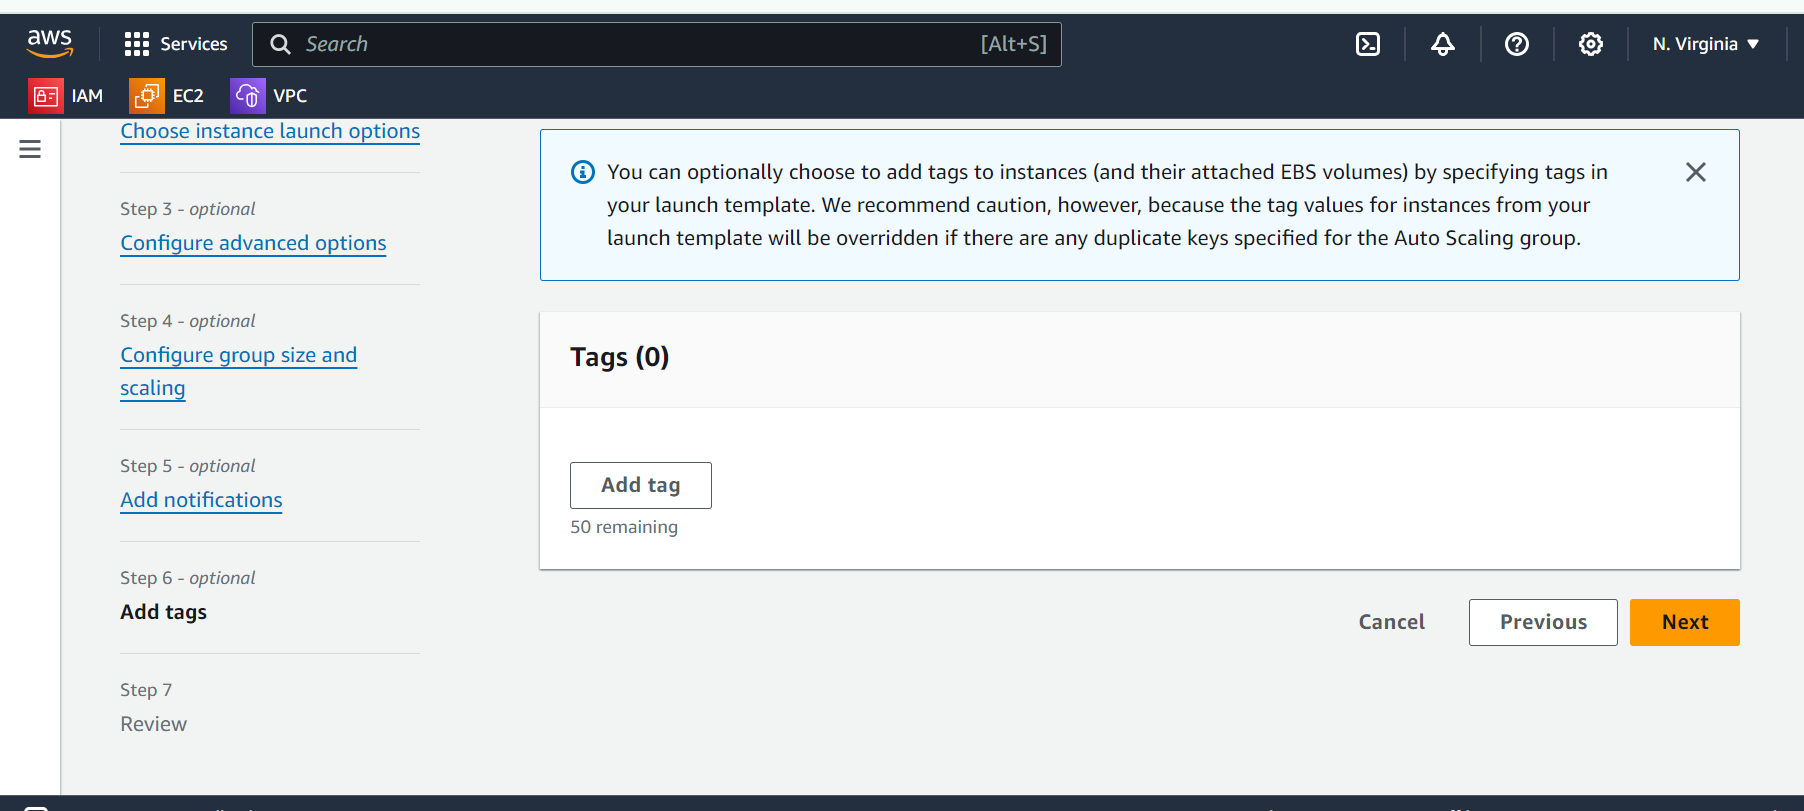 aws
Services
Search [Alt+S]
N. Virginia
IAM EC2 VPC
Choose instance launch options
Step 3 - optional
Configure advanced options
Step 4 - optional
Configure group size and
scaling
Step 5 - optional
Add notifications
Step 6 - optional
Add tags
Step 7
Review
You can optionally choose to add tags to instances (and their attached EBS volumes) by specifying tags in
your launch template. We recommend caution, however, because the tag values for instances from your
launch template will be overridden if there are any duplicate keys specified for the Auto Scaling group.
Tags (0)
Add tag
50 remaining
Cancel Previous Next